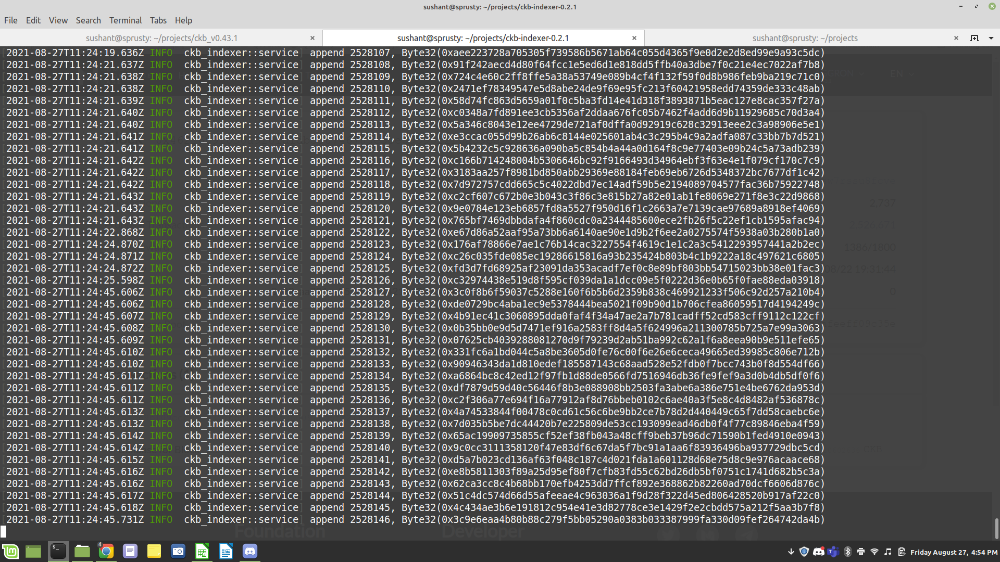 sushant@sprusty: ~/projects/ckb-indexer-0.2.1
File Edit View Search Terminal Tabs Help
sushant@sprusty: ~/projects/ckb_v0.43.1 × sushant@sprusty: ~/projects/ckb-indexer-0.2.1 × sushant@sprusty: ~/projects ×
[2021-08-27T11:24:19.636Z INFO ckb_indexer::service] append 2528107, Byte32(0xaee223728a705305f739586b5671ab64c055d4365f9e0d2e2d8ed99e9a93c5dc)
[2021-08-27T11:24:21.637Z INFO ckb_indexer::service] append 2528108, Byte32(0x91f242aecd4d80f64fcc1e5ed6d1e818dd5ffb40a3dbe7f0c21e4ec7022af7b8)
[2021-08-27T11:24:21.638Z INFO ckb_indexer::service] append 2528109, Byte32(0x724c4e60c2ff8ffe5a38a53749e089b4cf4f132f59f0d8b986feb9ba219c71c0)
[2021-08-27T11:24:21.638Z INFO ckb_indexer::service] append 2528110, Byte32(0x2471ef78349547e5d8abe24de9f69e95fc213f60421958edd74359de333c48ab)
[2021-08-27T11:24:21.639Z INFO ckb_indexer::service] append 2528111, Byte32(0x58d74fc863d5659a01f0c5ba3fd14e41d318f3893871b5eac127e8cac357f27a)
[2021-08-27T11:24:21.640Z INFO ckb_indexer::service] append 2528112, Byte32(0xc0348a7fd891ee3cb5356af2ddaa676fc05b7462f4add6d9b11929685c70d3a4)
[2021-08-27T11:24:21.640Z INFO ckb_indexer::service] append 2528113, Byte32(0x5a346c8043e12ee4729de721af0dffa0d92919c628c32913eee2c3a98906e5e1)
[2021-08-27T11:24:21.641Z INFO ckb_indexer::service] append 2528114, Byte32(0xe3ccac055d99b26ab6c8144e025601ab4c3c295b4c9a2adfa087c33bb7b7d521)
[2021-08-27T11:24:21.641Z INFO ckb_indexer::service] append 2528115, Byte32(0x5b4232c5c928636a090ba5c854b4a44a0d164f8c9e77403e09b24c5a73adb239)
[2021-08-27T11:24:21.642Z INFO ckb_indexer::service] append 2528116, Byte32(0xc166b714248004b5306646bc92f9166493d34964ebf3f63e4e1f079cf170c7c9)
[2021-08-27T11:24:21.642Z INFO ckb_indexer::service] append 2528117, Byte32(0x3183aa257f8981bd850abb29369e88184feb69eb6726d5348372bc7677df1c42)
[2021-08-27T11:24:21.642Z INFO ckb_indexer::service] append 2528118, Byte32(0x7d972757cdd665c5c4022dbd7ec14adf59b5e2194089704577fac36b75922748)
[2021-08-27T11:24:21.643Z INFO ckb_indexer::service] append 2528119, Byte32(0xc2cf607c672b0e3b043c3f86c3e815b27a82e01ab1fe8069e271f8e3c22d9868)
[2021-08-27T11:24:21.643Z INFO ckb_indexer::service] append 2528120, Byte32(0x9e0784e123eb6857fd8a5527f950d16f1c2663a7e7139cae97689a8918ef4069)
[2021-08-27T11:24:21.643Z INFO ckb_indexer::service] append 2528121, Byte32(0x765bf7469dbbdafa4f860cdc0a2344485600ece2fb26f5c22ef1cb1595afac94)
[2021-08-27T11:24:22.868Z INFO ckb_indexer::service] append 2528122, Byte32(0xe67d86a52aaf95a73bb6a6140ae90e1d9b2f6ee2a0275574f5938a03b280b1a0)
[2021-08-27T11:24:24.870Z INFO ckb_indexer::service] append 2528123, Byte32(0x176af78866e7ae1c76b14cac3227554f4619c1e1c2a3c5412293957441a2b2ec)
[2021-08-27T11:24:24.871Z INFO ckb_indexer::service] append 2528124, Byte32(0xc26c035fde085ec19286615816a93b235424b803b4c1b9222a18c497621c6805)
[2021-08-27T11:24:24.872Z INFO ckb_indexer::service] append 2528125, Byte32(0xfd3d7fd68925af23091da353acadf7ef0c8e89bf803bb54715023bb38e01fac3)
[2021-08-27T11:24:25.598Z INFO ckb_indexer::service] append 2528126, Byte32(0xc32974438e519d8f595cf039da1a1dcc09e5f0222d36e0b65f0fae88eda03918)
[2021-08-27T11:24:45.606Z INFO ckb_indexer::service] append 2528127, Byte32(0x3c0f8b6f59037c5288e160f6b5b6d2359b838c469921233f506c92d257a210b4)
[2021-08-27T11:24:45.606Z INFO ckb_indexer::service] append 2528128, Byte32(0xde0729bc4aba1ec9e5378444bea5021f09b90d1b706cfea86059517d4194249c)
[2021-08-27T11:24:45.607Z INFO ckb_indexer::service] append 2528129, Byte32(0x4b91ec41c3060895dda0faf4f34a47ae2a7b781cadff52cd583cff9112c122cf)
[2021-08-27T11:24:45.608Z INFO ckb_indexer::service] append 2528130, Byte32(0x0b35bb0e9d5d7471ef916a2583ff8d4a5f624996a211300785b725a7e99a3063)
[2021-08-27T11:24:45.609Z INFO ckb_indexer::service] append 2528131, Byte32(0x07625cb4039288081270d9f79239d2ab51ba992c62a1f6a8eea90b9e511efe65)
[2021-08-27T11:24:45.610Z INFO ckb_indexer::service] append 2528132, Byte32(0x331fc6a1bd044c5a8be3605d0fe76c00f6e26e6ceca49665ed39985c806e712b)
[2021-08-27T11:24:45.610Z INFO ckb_indexer::service] append 2528133, Byte32(0x90946343da1d810edef185587143c68aad528e52fdb0f7bcc743b0f8d554df66)
[2021-08-27T11:24:45.611Z INFO ckb_indexer::service] append 2528134, Byte32(0xa6864bc8c42ed12f97fb1d88de0566fd7516946db36fe9fef9a3d0b4db5df0f6)
[2021-08-27T11:24:45.611Z INFO ckb_indexer::service] append 2528135, Byte32(0xdf7879d59d40c56446f8b3e088908bb2503fa3abe6a386e751e4be6762da953d)
[2021-08-27T11:24:45.611Z INFO ckb_indexer::service] append 2528136, Byte32(0xc2f306a77e694f16a77912af8d76bbeb0102c6ae40a3f5e8c4d8482af536878c)
[2021-08-27T11:24:45.613Z INFO ckb_indexer::service] append 2528137, Byte32(0x4a74533844f00478c0cd61c56c6be9bb2ce7b78d2d440449c65f7dd58caebc6e)
[2021-08-27T11:24:45.613Z INFO ckb_indexer::service] append 2528138, Byte32(0x7d035b5be7dc44420b7e225809de53cc193099ead46db0f4f77c89846eba4f59)
[2021-08-27T11:24:45.614Z INFO ckb_indexer::service] append 2528139, Byte32(0x65ac19909735855cf52ef38fb043a48cff9beb37b96dc71590b1fed4910e0943)
[2021-08-27T11:24:45.614Z INFO ckb_indexer::service] append 2528140, Byte32(0x9c0cc3111358120f47e83df6c67da5f7bc91a1aa6f83936496ba937729dbc5cd)
[2021-08-27T11:24:45.615Z INFO ckb_indexer::service] append 2528141, Byte32(0xd5a7b023cd136af63f048c187c4d021fda1a601128d68e75d8c9e976acaace68)
[2021-08-27T11:24:45.616Z INFO ckb_indexer::service] append 2528142, Byte32(0xe8b5811303f89a25d95ef80f7cfb83fd55c62bd26db5bf0751c1741d682b5c3a)
[2021-08-27T11:24:45.616Z INFO ckb_indexer::service] append 2528143, Byte32(0x62ca3cc8c4b68bb170efb4253dd7ffcf892e368862b82260ad70dcf6606d876c)
[2021-08-27T11:24:45.617Z INFO ckb_indexer::service] append 2528144, Byte32(0x51c4dc574d66d55afeeae4c963036a1f9d28f322d45ed806428520b917af22c0)
[2021-08-27T11:24:45.618Z INFO ckb_indexer::service] append 2528145, Byte32(0x4c434ae3b6e191812c954e41e3d82778ce3e1429f2e2cbdd575a212f5aa3b7f8)
[2021-08-27T11:24:45.731Z INFO ckb_indexer::service] append 2528146, Byte32(0x3c9e6eaa4b80b88c279f5bb05290a0383b033387999fa330d09fef264742da4b)
EN
2,737
1386/1800
08/22 19:31:44
0
CKB
Foundation Developer
4
Friday August 27, 4:54 PM